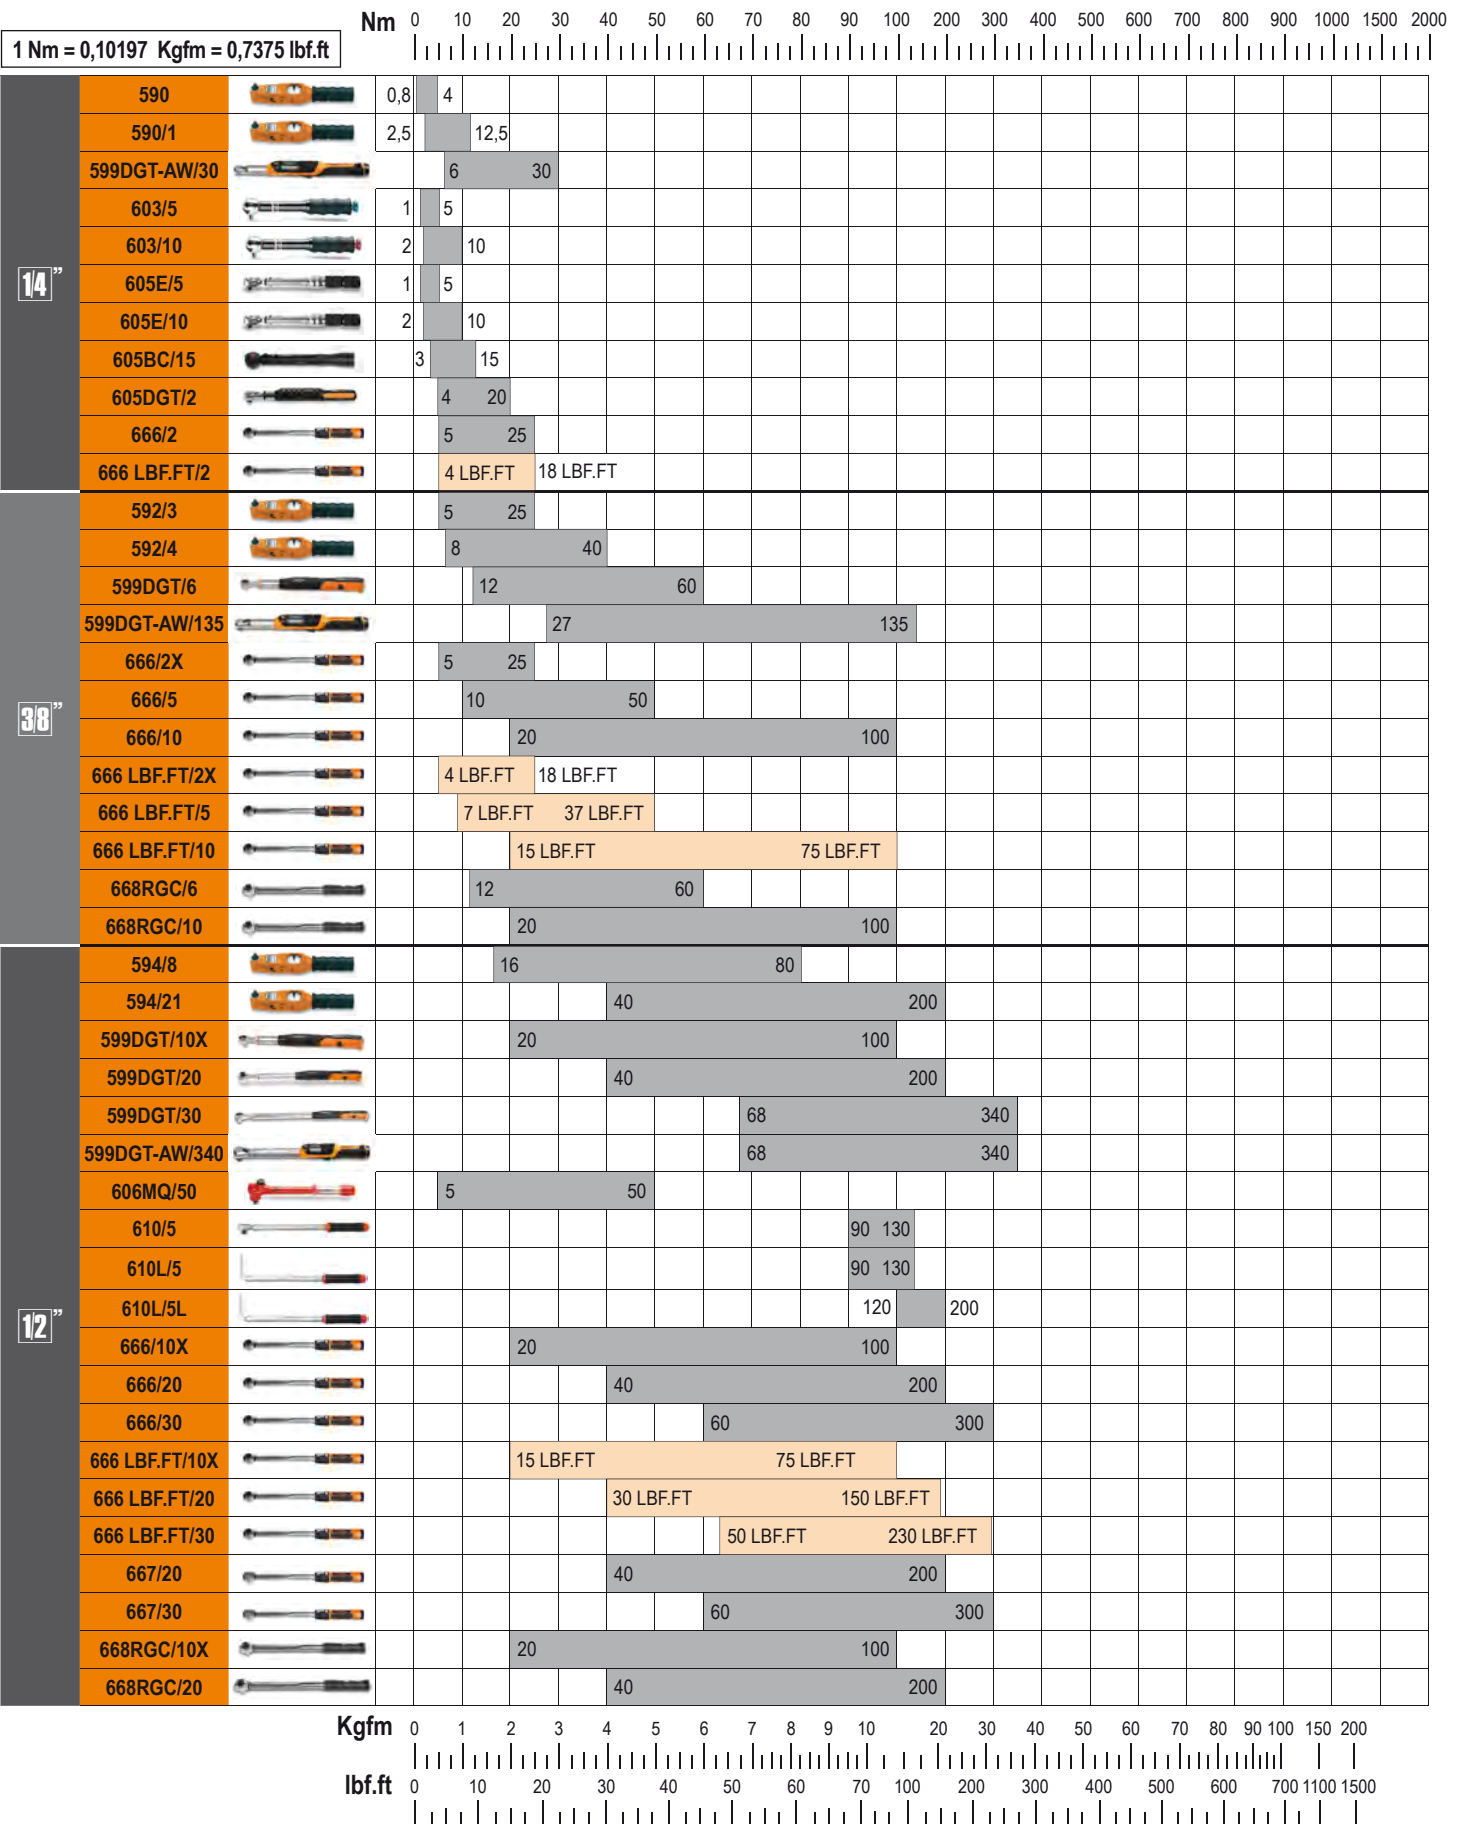 Nm 0 10 20 30 40 50 60 70 80 90 100 200 300 400 500 600 700 800 900 1000 1500 2000
1 Nm = 0,10197 Kgfm = 0,7375 lbf.ft
1/4”
590 0,8 4
590/1 2,5 12,5
599DGT-AW/30 6 30
603/5 1 5
603/10 2 10
605E/5 1 5
605E/10 2 10
605BC/15 3 15
605DGT/2 4 20
666/2 5 25
666 LBF.FT/2 4 LBF.FT 18 LBF.FT
3/8”
592/3 5 25
592/4 8 40
599DGT/6 12 60
599DGT-AW/135 27 135
666/2X 5 25
666/5 10 50
666/10 20 100
666 LBF.FT/2X 4 LBF.FT 18 LBF.FT
666 LBF.FT/5 7 LBF.FT 37 LBF.FT
666 LBF.FT/10 15 LBF.FT 75 LBF.FT
668RGC/6 12 60
668RGC/10 20 100
1/2”
594/8 16 80
594/21 40 200
599DGT/10X 20 100
599DGT/20 40 200
599DGT/30 68 340
599DGT-AW/340 68 340
606MQ/50 5 50
610/5 90 130
610L/5 90 130
610L/5L 120 200
666/10X 20 100
666/20 40 200
666/30 60 300
666 LBF.FT/10X 15 LBF.FT 75 LBF.FT
666 LBF.FT/20 30 LBF.FT 150 LBF.FT
666 LBF.FT/30 50 LBF.FT 230 LBF.FT
667/20 40 200
667/30 60 300
668RGC/10X 20 100
668RGC/20 40 200
Kgfm 0 1 2 3 4 5 6 7 8 9 10 20 30 40 50 60 70 80 90 100 150 200
lbf.ft 0 10 20 30 40 50 60 70 100 200 300 400 500 600 700 1100 1500